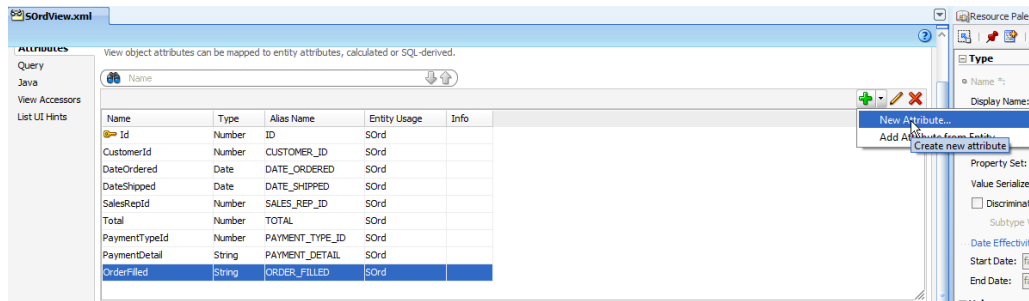 SOrdView.xml
Resource Pale
Attributes
View object attributes can be mapped to entity attributes, calculated or SQL-derived.
Query
Java
View Accessors
List UI Hints
Name
Name Type Alias Name Entity Usage Info
Id Number ID SOrd
CustomerId Number CUSTOMER_ID SOrd
DateOrdered Date DATE_ORDERED SOrd
DateShipped Date DATE_SHIPPED SOrd
SalesRepId Number SALES_REP_ID SOrd
Total Number TOTAL SOrd
PaymentTypeId Number PAYMENT_TYPE_ID SOrd
PaymentDetail String PAYMENT_DETAIL SOrd
OrderFilled String ORDER_FILLED SOrd
New Attribute...
Add Attribute from Entity
Create new attribute
Type
Name *:
Display Name:
Property Set:
Value Serialize
Discriminat
Subtype
Date Effectivit
Start Date: fa
End Date: fa